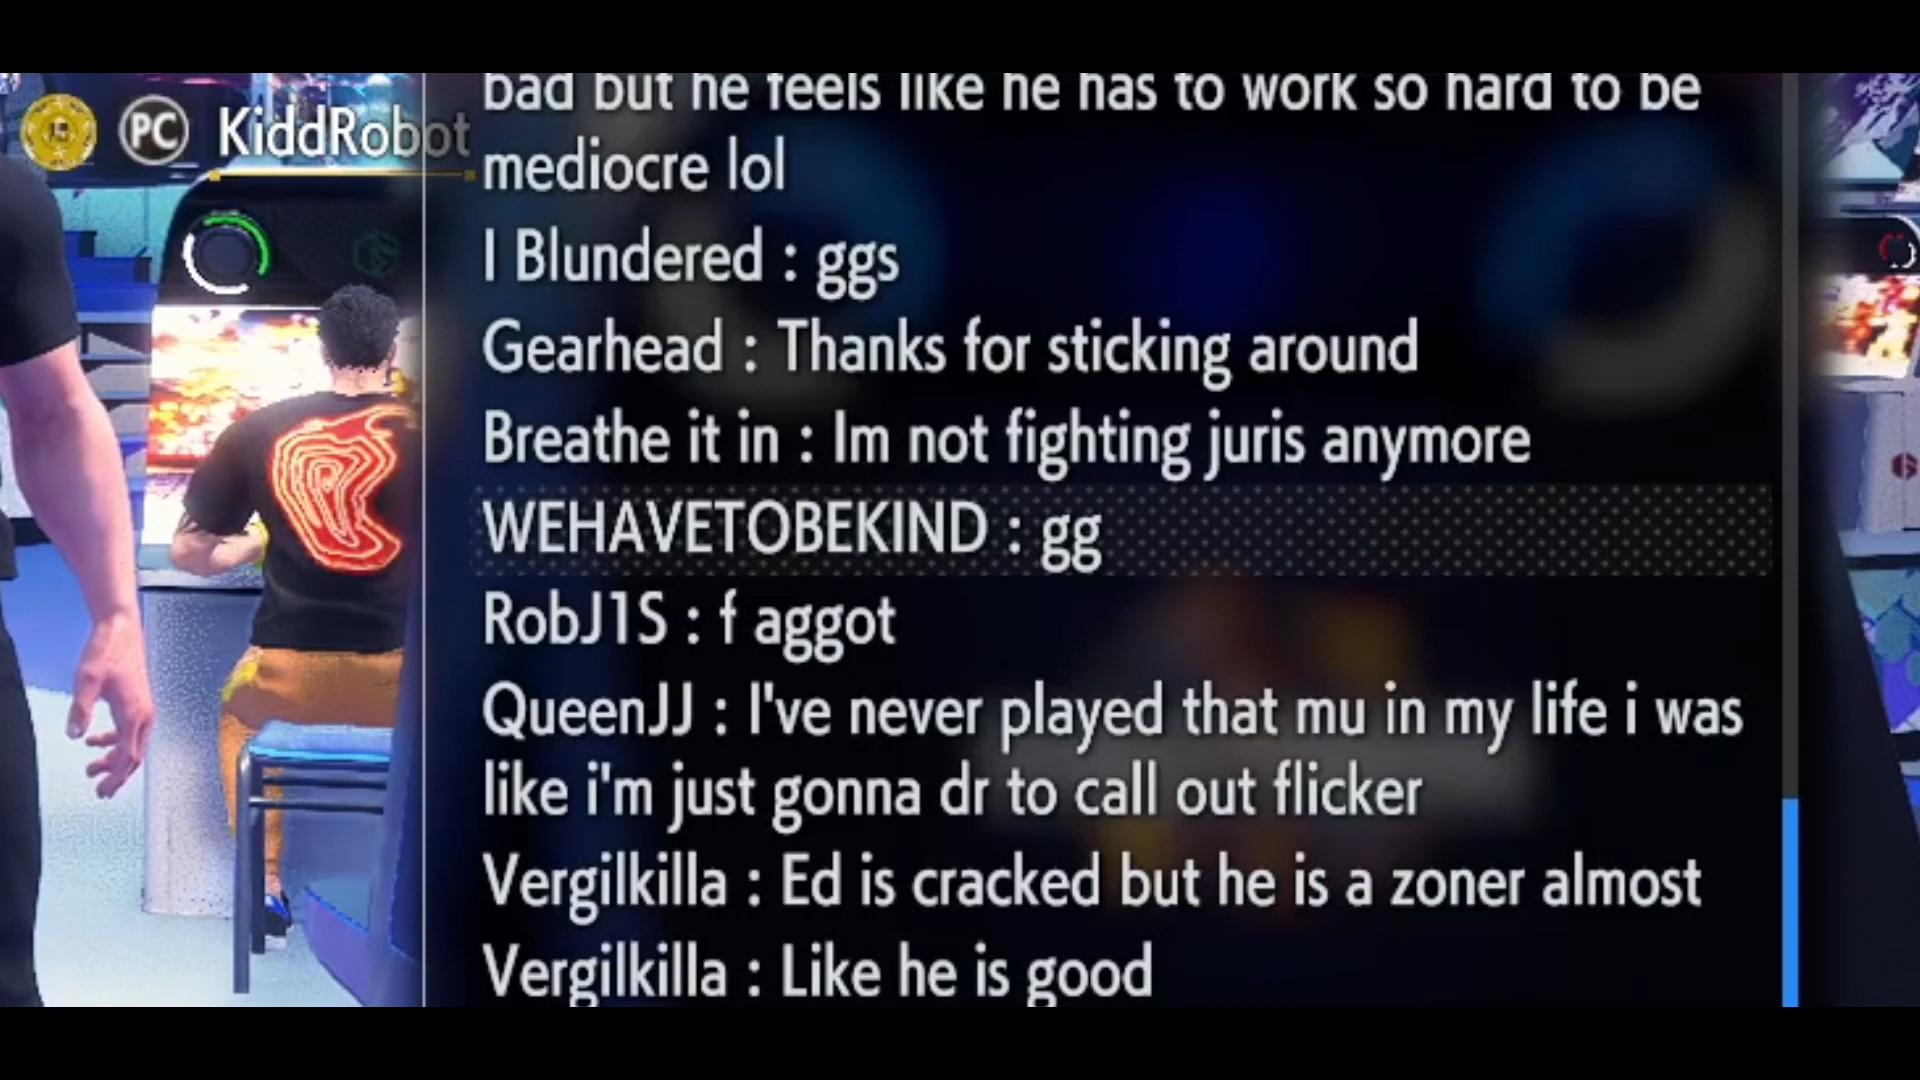 PC KiddRobot
bad but he feels like he has to work so hard to be
mediocre lol
I Blundered : ggs
Gearhead : Thanks for sticking around
Breathe it in : Im not fighting juris anymore
WEHAVETOBEKIND : gg
RobJ1S : f aggot
QueenJJ : I've never played that mu in my life i was
like i'm just gonna dr to call out flicker
Vergilkilla : Ed is cracked but he is a zoner almost
Vergilkilla : Like he is good